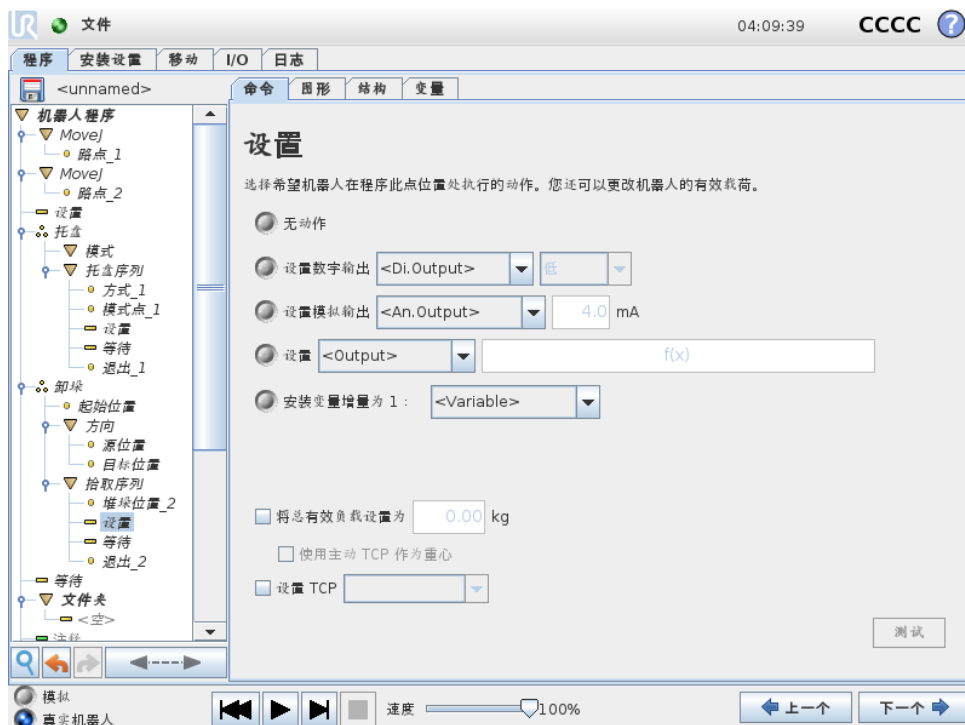 UR 文件 04:09:39 CCCC ?
程序 安装设置 移动 I/O 日志
<unnamed>
命令 图形 结构 变量
机器人程序
MoveJ
路点_1
MoveJ
路点_2
设置
托盘
模式
托盘序列
方式_1
模式点_1
设置
等待
退出_1
卸垛
起始位置
方向
源位置
目标位置
拾取序列
堆垛位置_2
设置
等待
退出_2
等待
文件夹
<空>
注释
设置
选择希望机器人在程序此点位置处执行的动作。您还可以更改机器人的有效载荷。
无动作
设置数字输出 <Di.Output> 低
设置模拟输出 <An.Output> 4.0 mA
设置 <Output> f(x)
安装变量增量为 1： <Variable>
将总有效负载设置为 0.00 kg
使用主动 TCP 作为重心
设置 TCP
测试
模拟
真实机器人
速度 100%
上一个 下一个